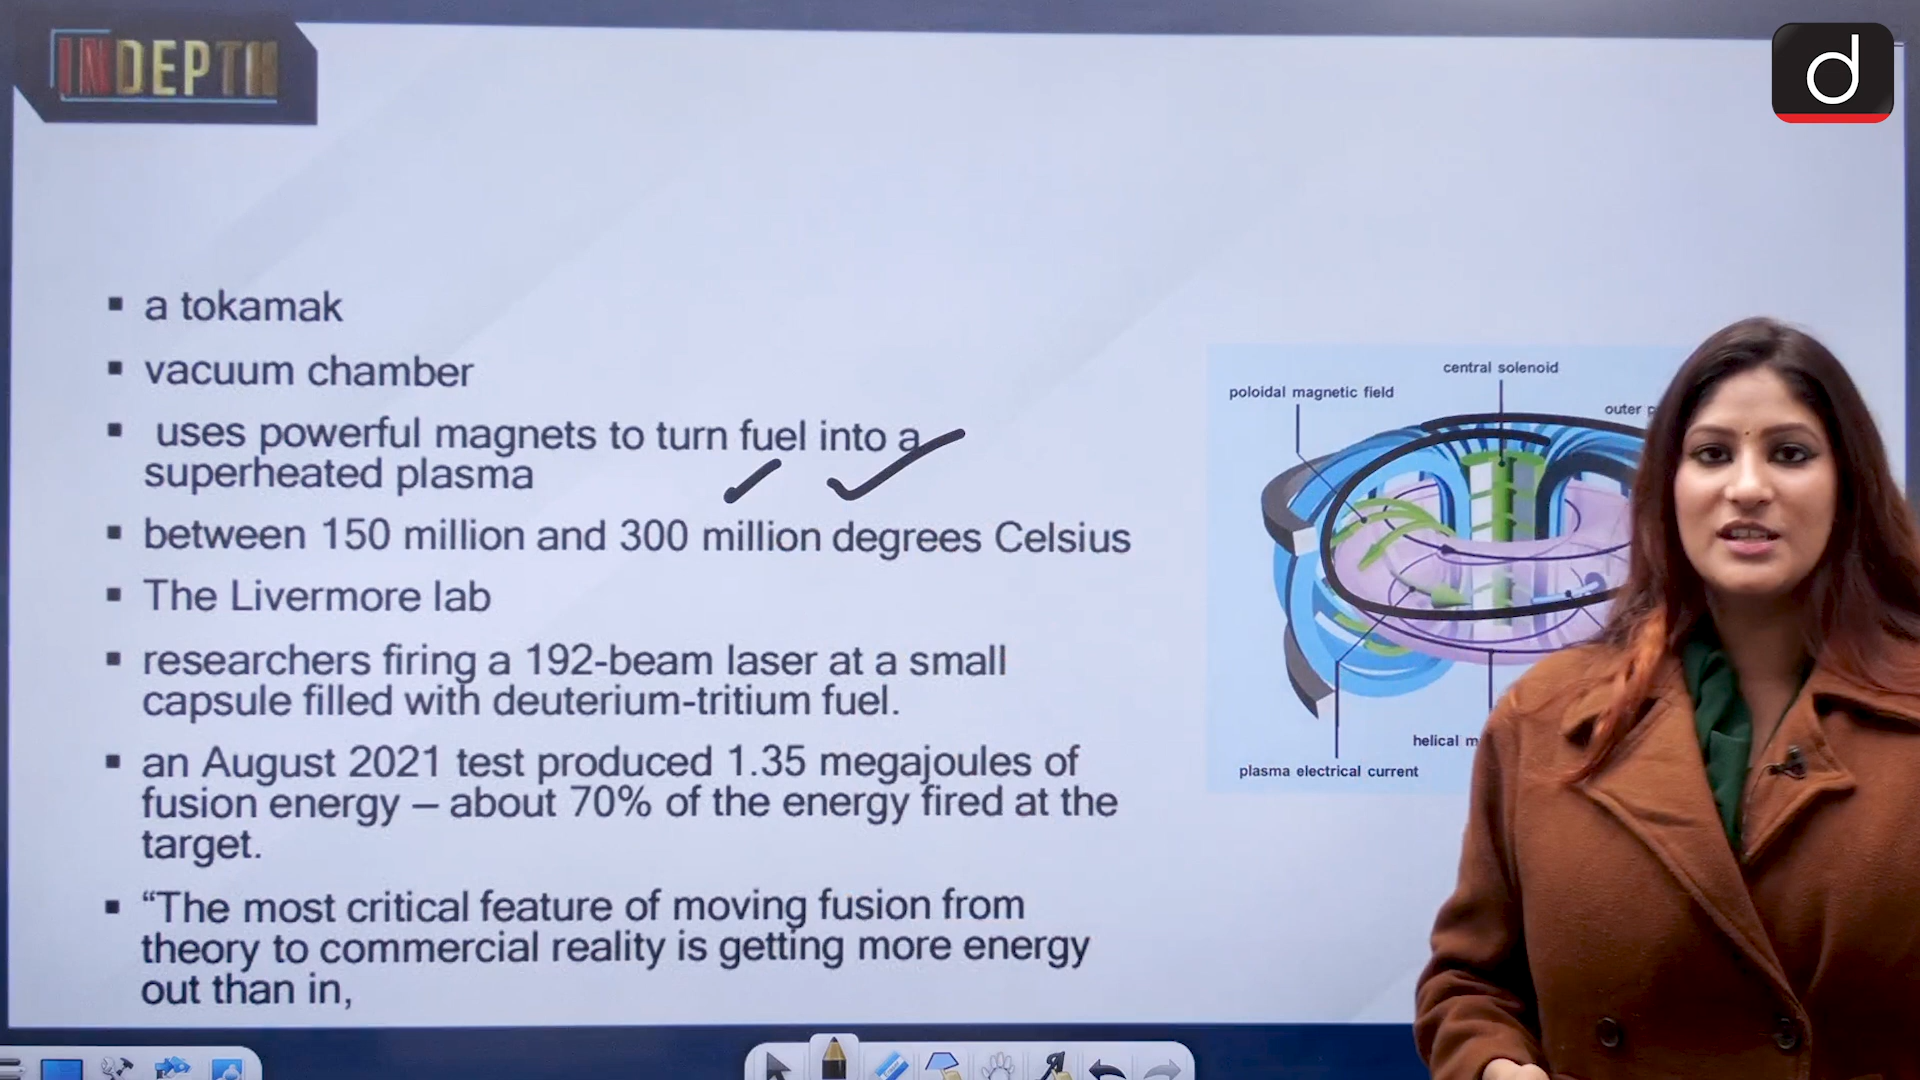 INDEPTH
d
a tokamak
vacuum chamber
uses powerful magnets to turn fuel into a
superheated plasma
between 150 million and 300 million degrees Celsius
The Livermore lab
researchers firing a 192-beam laser at a small
capsule filled with deuterium-tritium fuel.
an August 2021 test produced 1.35 megajoules of
fusion energy – about 70% of the energy fired at the
target.
“The most critical feature of moving fusion from
theory to commercial reality is getting more energy
out than in,
central solenoid
poloidal magnetic field
outer
helical
plasma electrical current